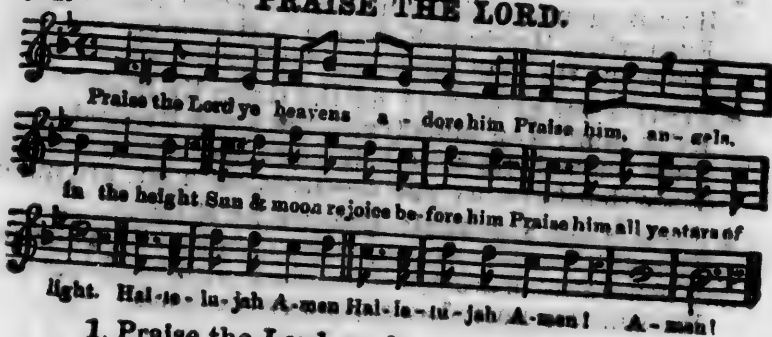 PRAISE THE LORD.
Praise the Lord ye heavens a - dore him Praise him, an - gels,
in the height Sun & moon rejoice be-fore him Praise him all ye stars of
light. Hal-le-lu-jah A-men Hal-le-lu-jah A-men! A-men!
1. Praise the